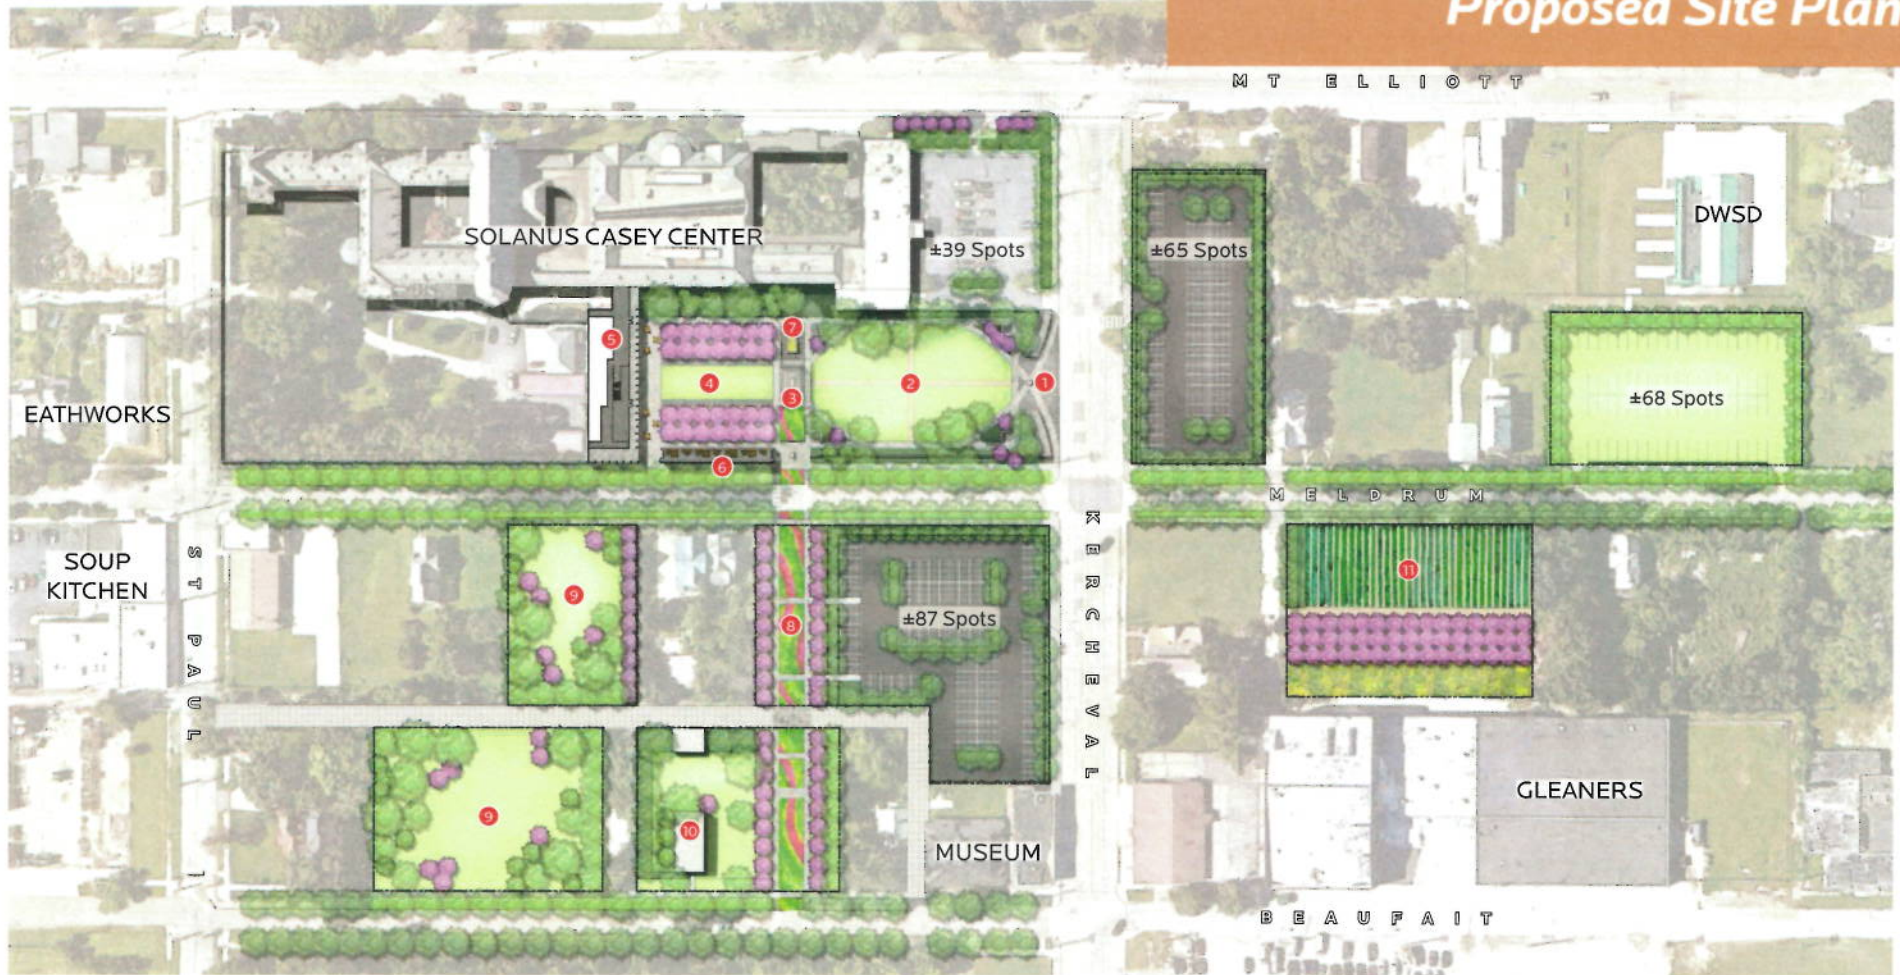 Proposed Site Plan
MT ELLIOTT
DWSD
SOLANUS CASEY CENTER
±39 Spots
±65 Spots
7
5
4
2
1
3
±68 Spots
EATHWORKS
6
MELDRUM
KERCHEVAL
SOUP
KITCHEN
ST PAUL
11
9
±87 Spots
8
GLEANERS
9
10
MUSEUM
BEAUFAIT